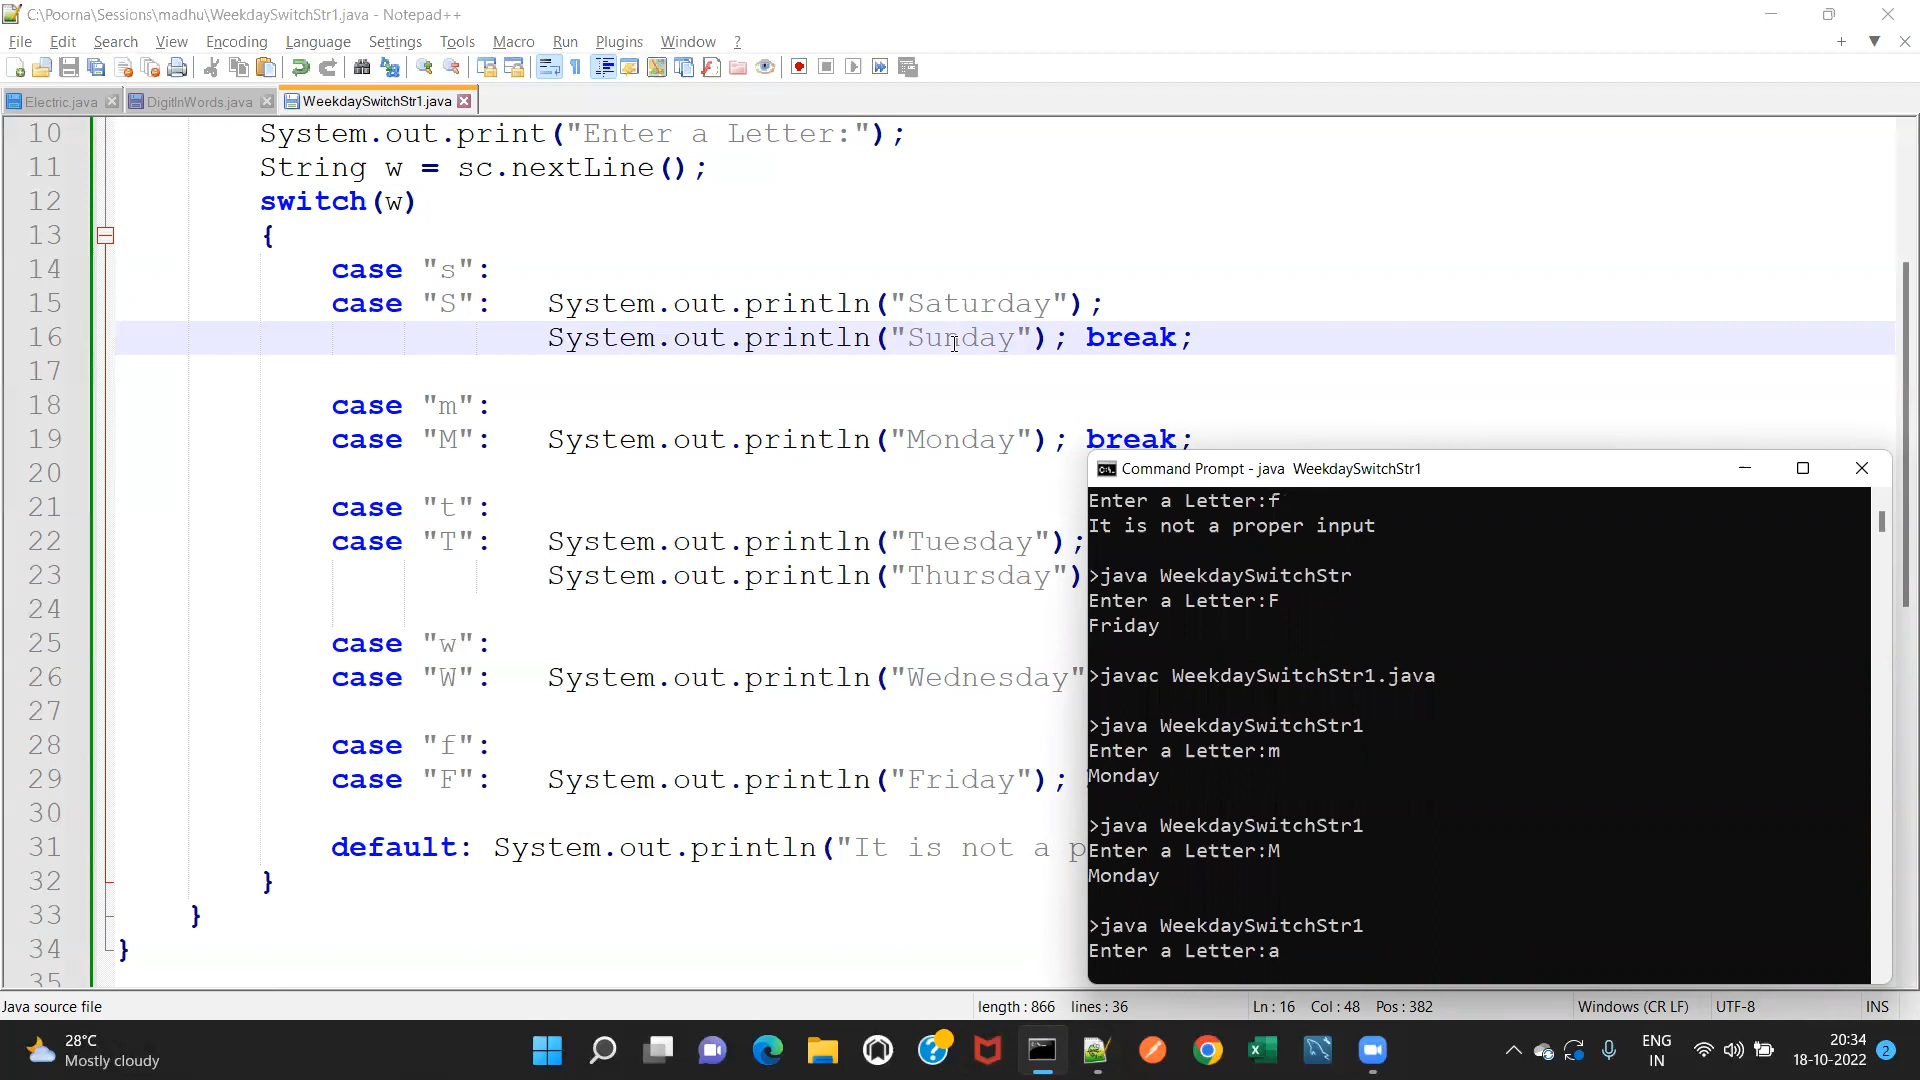 C:\Poorna\Sessions\madhu\WeekdaySwitchStr1.java - Notepad++
File Edit Search View Encoding Language Settings Tools Macro Run Plugins Window ?
Electric.java DigitInWords.java WeekdaySwitchStr1.java
10 System.out.print("Enter a Letter:");
11 String w = sc.nextLine();
12 switch(w)
13 {
14 case "s":
15 case "S": System.out.println("Saturday");
16 System.out.println("Sunday"); break;
17
18 case "m":
19 case "M": System.out.println("Monday"); break;
20
21 case "t":
22 case "T": System.out.println("Tuesday");
23 System.out.println("Thursday")
24
25 case "w":
26 case "W": System.out.println("Wednesday"
27
28 case "f":
29 case "F": System.out.println("Friday");
30
31 default: System.out.println("It is not a p
32 }
33 }
34 }
35
Command Prompt - java WeekdaySwitchStr1
Enter a Letter:f
It is not a proper input
>java WeekdaySwitchStr
Enter a Letter:F
Friday
>javac WeekdaySwitchStr1.java
>java WeekdaySwitchStr1
Enter a Letter:m
Monday
>java WeekdaySwitchStr1
Enter a Letter:M
Monday
>java WeekdaySwitchStr1
Enter a Letter:a
Java source file length : 866 lines : 36 Ln : 16 Col : 48 Pos : 382 Windows (CR LF) UTF-8 INS
28°C
Mostly cloudy
ENG
IN
20:34
18-10-2022
2